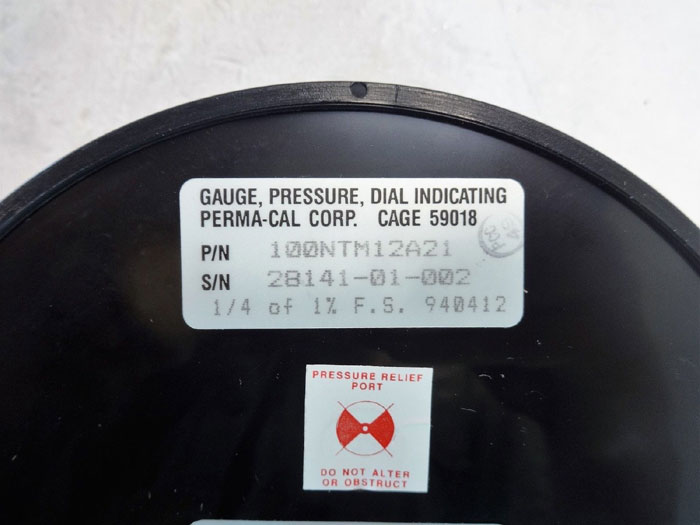 GAUGE, PRESSURE, DIAL INDICATING
PERMA-CAL CORP. CAGE 59018
P/N 100NTM12A21
S/N 28141-01-002
1/4 of 1% F.S. 940412
PRESSURE RELIEF
PORT
DO NOT ALTER
OR OBSTRUCT